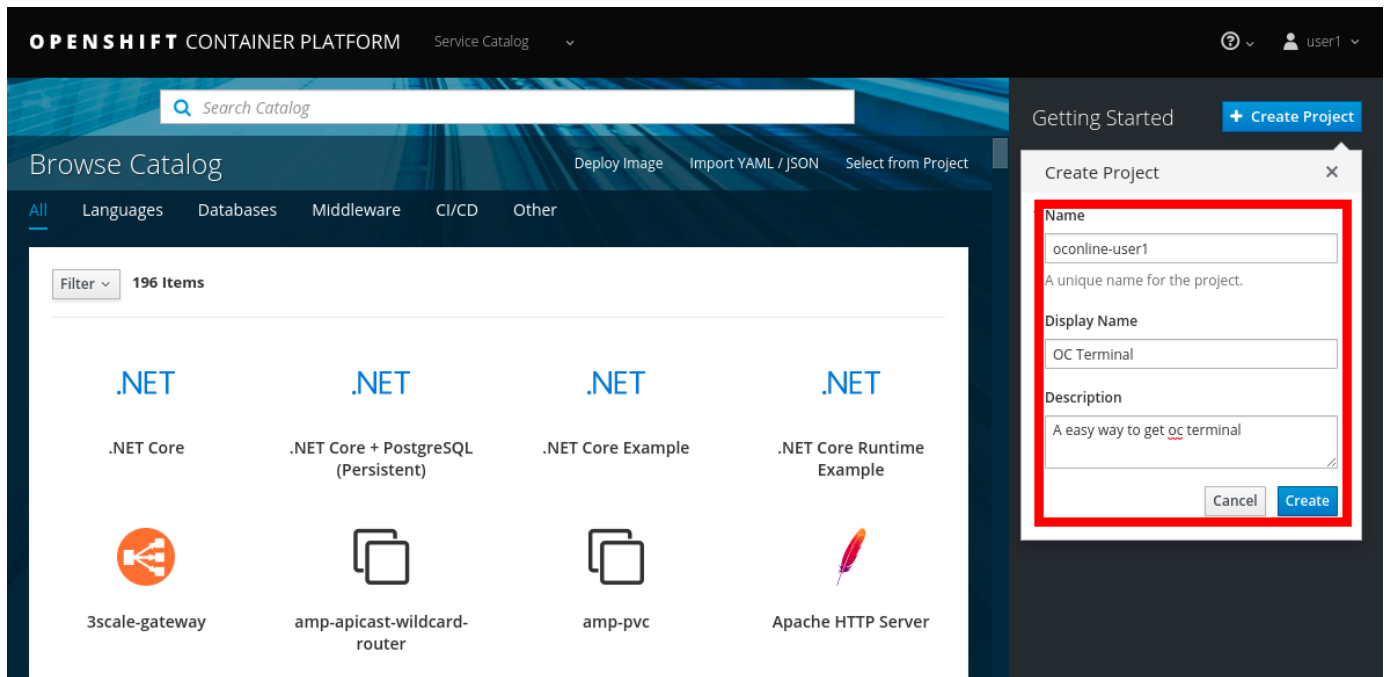 OPENSHIFT CONTAINER PLATFORM
Service Catalog
user1
Search Catalog
Getting Started
+ Create Project
Browse Catalog
Deploy Image
Import YAML / JSON
Select from Project
All
Languages
Databases
Middleware
CI/CD
Other
Create Project
×
Name
oconline-user1
A unique name for the project.
Display Name
OC Terminal
Description
A easy way to get oc terminal
Cancel
Create
Filter
196 Items
.NET
.NET
.NET
.NET
.NET Core
.NET Core + PostgreSQL
(Persistent)
.NET Core Example
.NET Core Runtime
Example
3scale-gateway
amp-apicast-wildcard-
router
amp-pvc
Apache HTTP Server